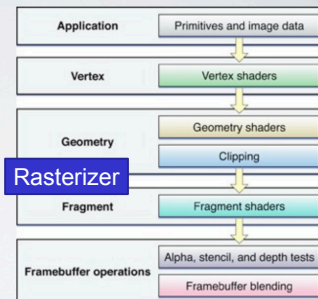 Application
Primitives and image data
Vertex
Vertex shaders
Geometry
Geometry shaders
Clipping
Rasterizer
Fragment
Fragment shaders
Framebuffer operations
Alpha, stencil, and depth tests
Framebuffer blending